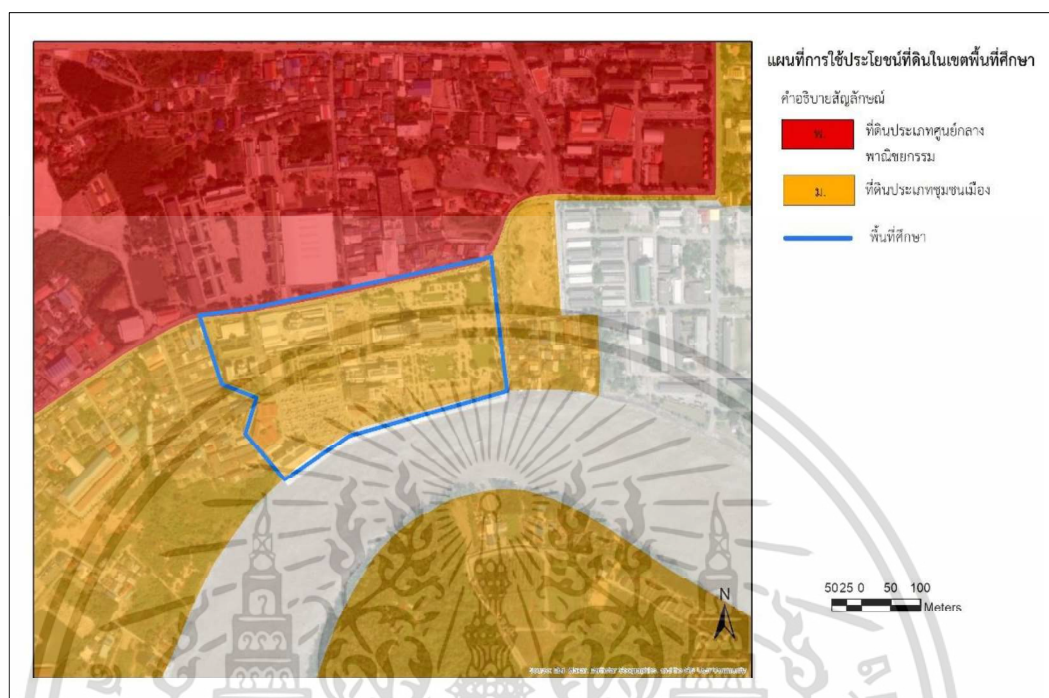 แผนที่การใช้ประโยชน์ที่ดินในเขตพื้นที่ศึกษา
คำอธิบายสัญลักษณ์
พ. ที่ดินประเภทศูนย์กลาง
พาณิชยกรรม
ม. ที่ดินประเภทชุมชนเมือง
พื้นที่ศึกษา
N
5025 0 50 100
Meters